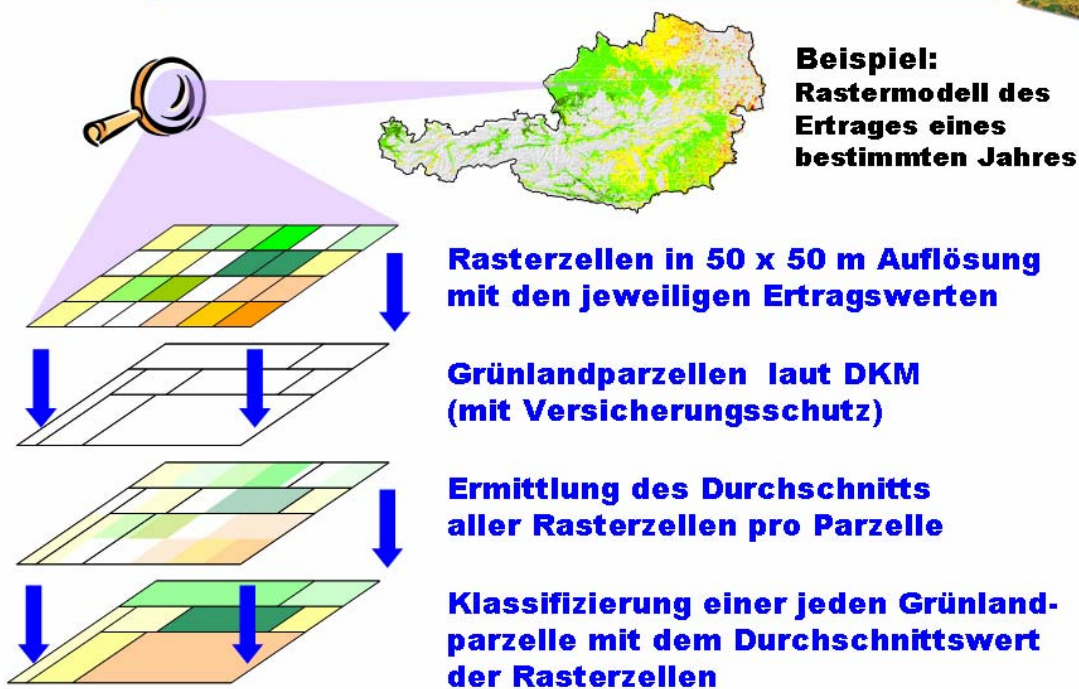 Beispiel:
Rastermodell des
Ertrages eines
bestimmten Jahres
Rasterzellen in 50 x 50 m Auflösung
mit den jeweiligen Ertragswerten
Grünlandparzellen laut DKM
(mit Versicherungsschutz)
Ermittlung des Durchschnitts
aller Rasterzellen pro Parzelle
Klassifizierung einer jeden Grünland-
parzelle mit dem Durchschnittswert
der Rasterzellen